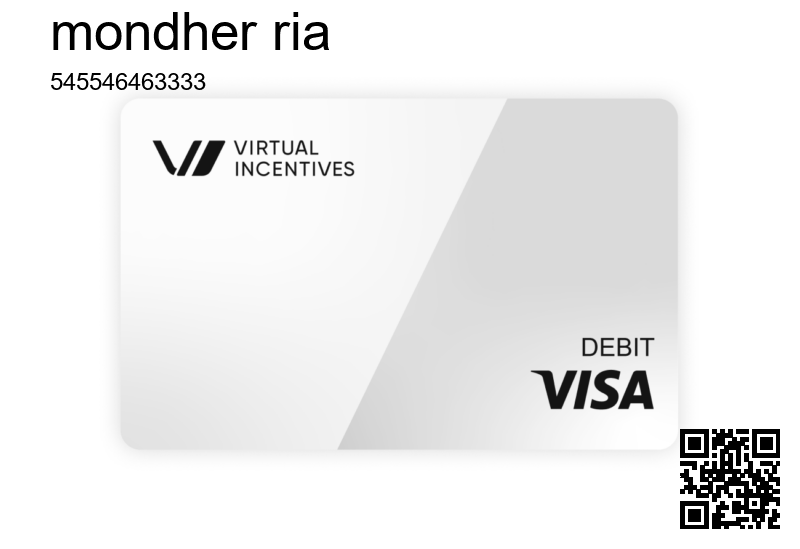 mondher ria
545546463333
VIRTUAL
INCENTIVES
DEBIT
VISA